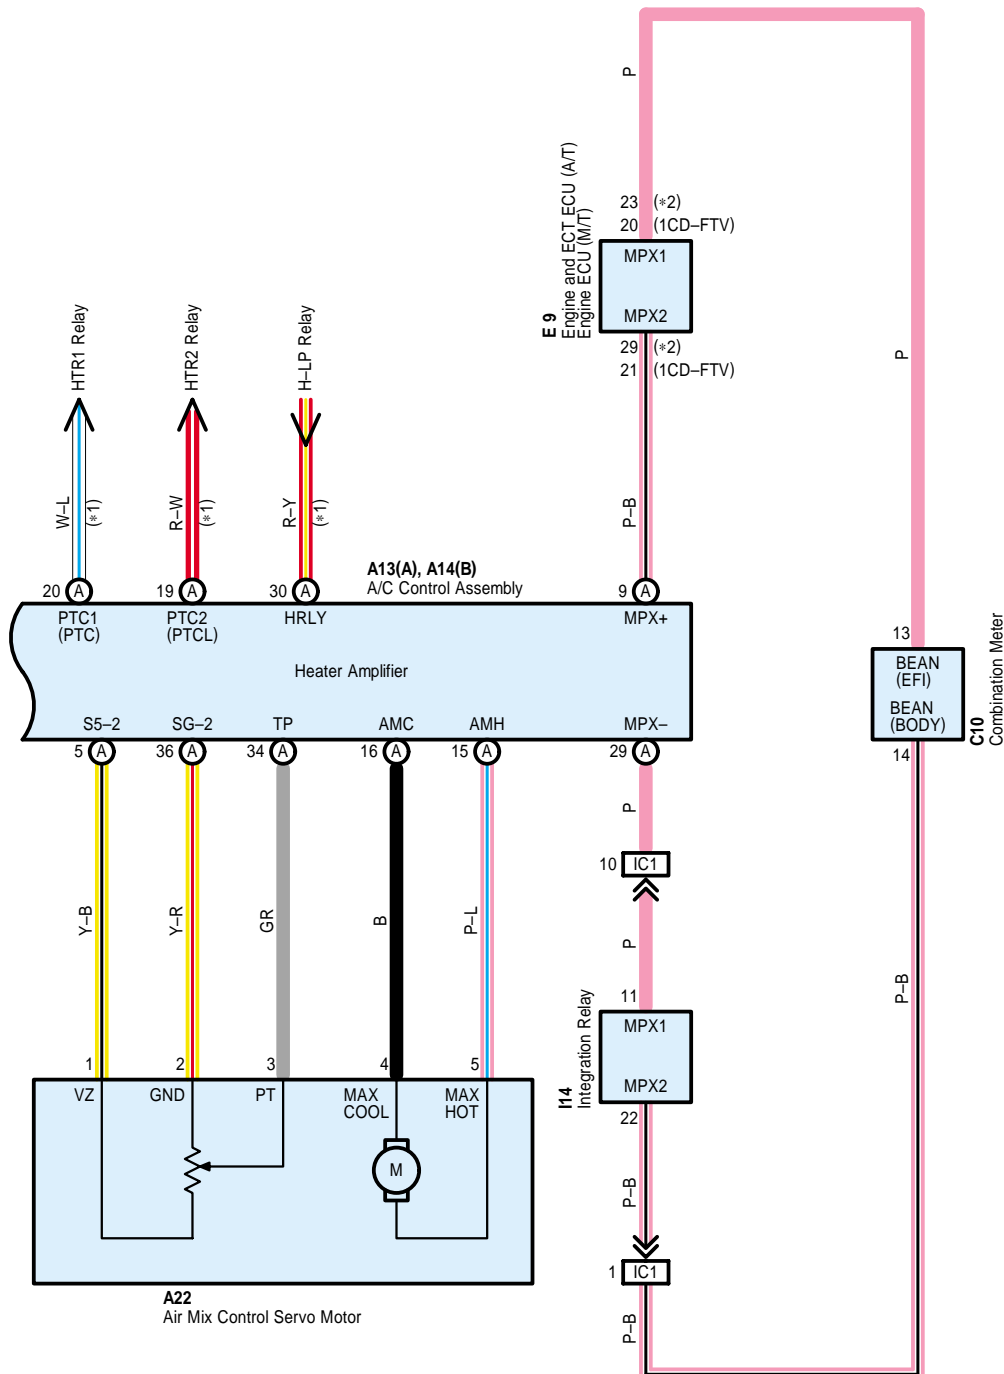 P
23 (∗2)
20 (1CD–FTV)
MPX1
MPX2
E 9
Engine and ECT ECU (A/T)
Engine ECU (M/T)
29 (∗2)
21 (1CD–FTV)
P
HTR1 Relay
HTR2 Relay
H–LP Relay
W–L
(∗1)
R–W
(∗1)
R–Y
(∗1)
P–B
A13(A), A14(B)
A/C Control Assembly
20 A
19 A
30 A
9 A
PTC1
(PTC)
PTC2
(PTCL)
HRLY
MPX+
Heater Amplifier
S5–2
SG–2
TP
AMC
AMH
MPX–
5 A
36 A
34 A
16 A
15 A
29 A
13
BEAN
(EFI)
BEAN
(BODY)
14
C10
Combination Meter
P
10 IC1
Y–B
Y–R
GR
B
P–L
P
P–B
11
MPX1
MPX2
22
I14
Integration Relay
1
2
3
4
5
VZ
GND
PT
MAX
COOL
MAX
HOT
M
P–B
1 IC1
P–B
A22
Air Mix Control Servo Motor